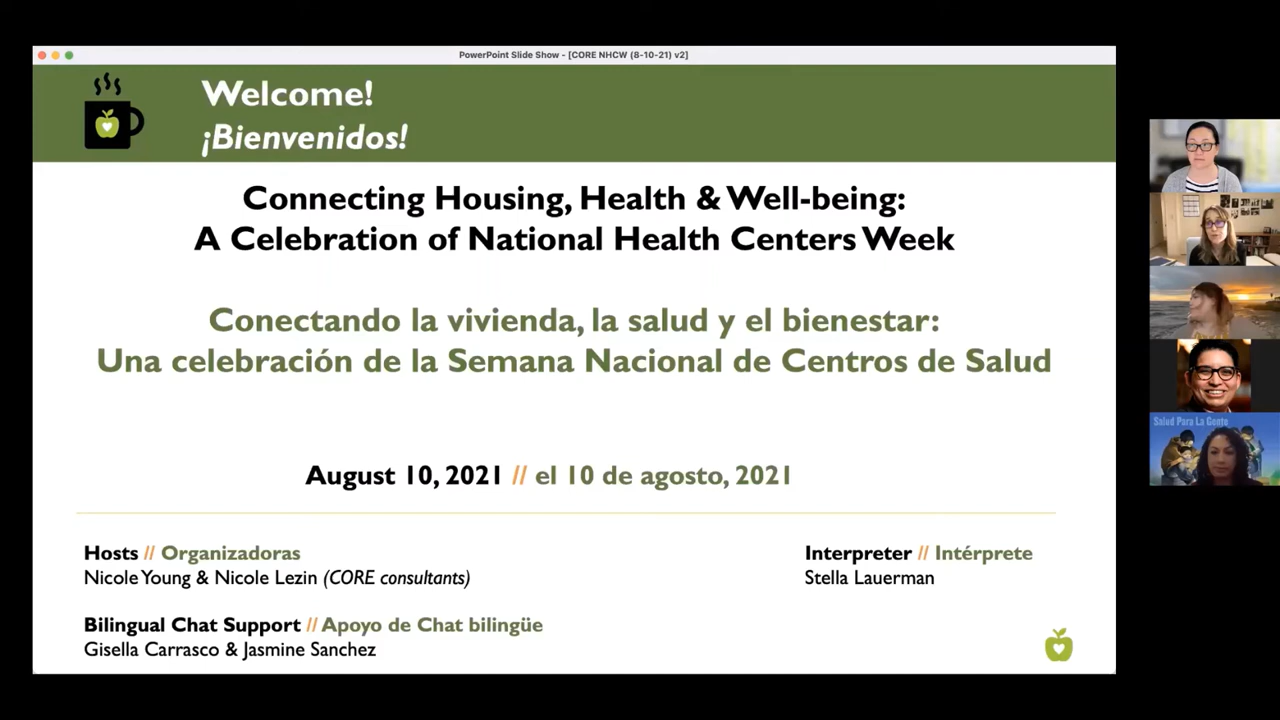 PowerPoint Slide Show - [CORE NHCW (8-10-21) v2]
Welcome!
¡Bienvenidos!
Connecting Housing, Health & Well-being:
A Celebration of National Health Centers Week
Conectando la vivienda, la salud y el bienestar:
Una celebración de la Semana Nacional de Centros de Salud
August 10, 2021 // el 10 de agosto, 2021
Hosts // Organizadoras
Nicole Young & Nicole Lezin (CORE consultants)
Bilingual Chat Support // Apoyo de Chat bilingüe
Gisella Carrasco & Jasmine Sanchez
Interpreter // Intérprete
Stella Lauerman
Salud Para La Gente